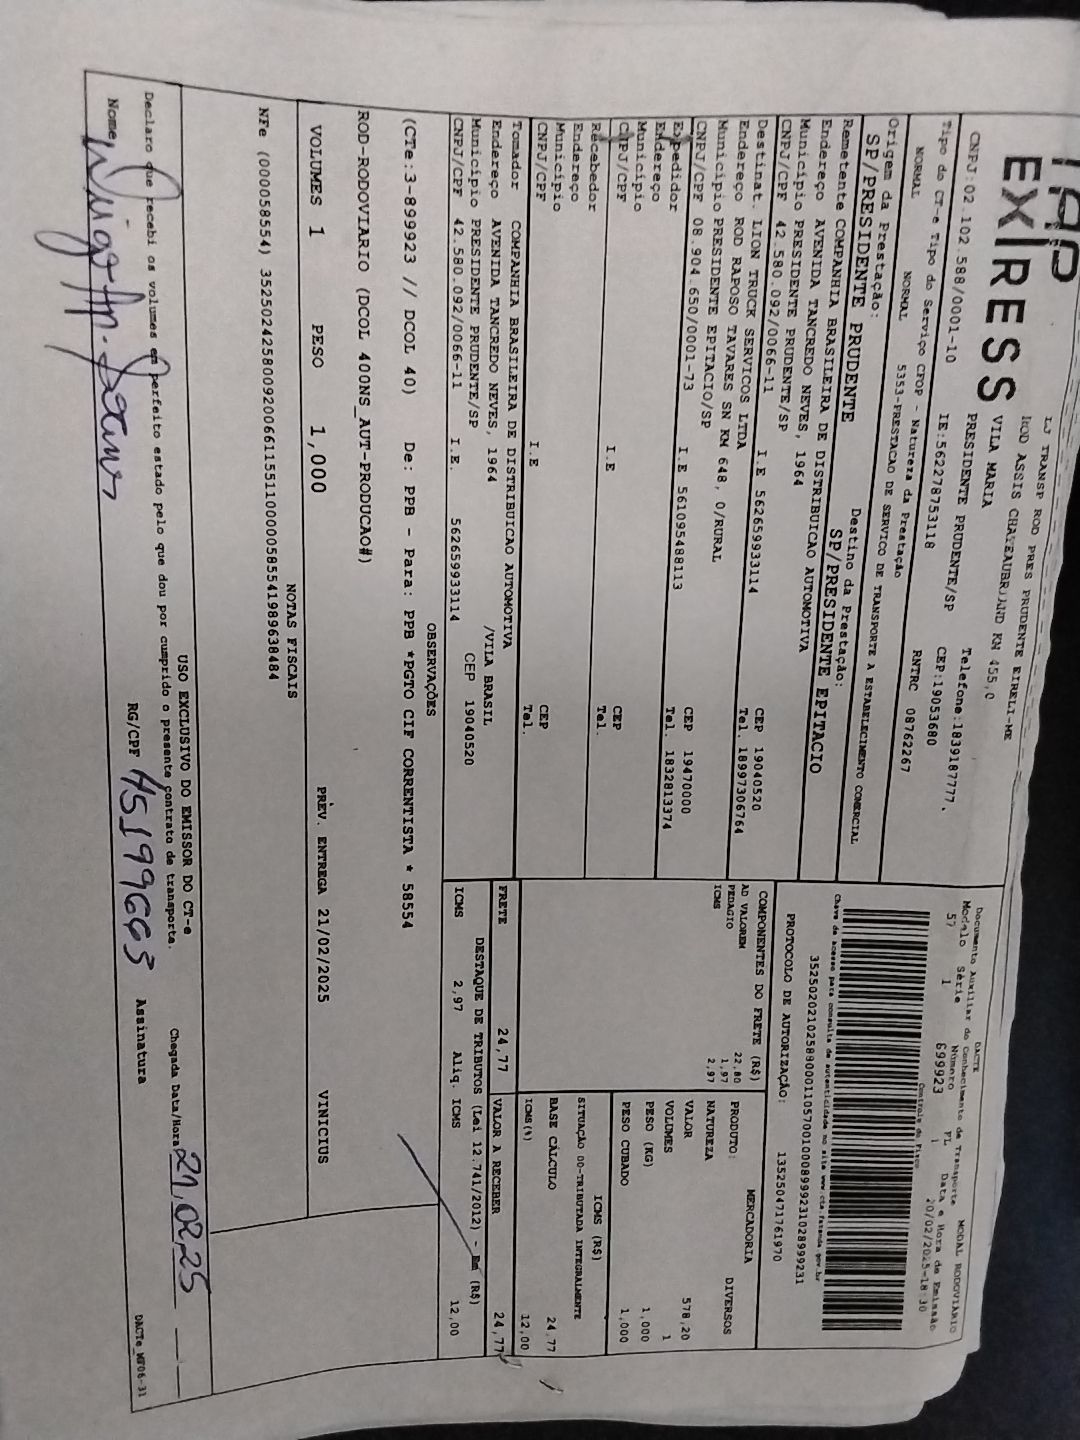 EX|RESS
LJ TRANSP ROD PRES PRUDENTE EIRELI-ME
ROD ASSIS CHATEAUBRIAND KM 455,0
VILA MARIA
PRESIDENTE PRUDENTE/SP Telefone:1839187777.
CNPJ:02.102.588/0001-10 IE:562278753118 CEP:19053680
Tipo do CT-e Tipo do Serviço CFOP - Natureza da Prestação RNTRC 08762267
NORMAL NORMAL 5353-PRESTACAO DE SERVICO DE TRANSPORTE A ESTABELECIMENTO COMERCIAL
Origem da Prestação: Destino da Prestação:
SP/PRESIDENTE PRUDENTE SP/PRESIDENTE EPITACIO
Remetente COMPANHIA BRASILEIRA DE DISTRIBUICAO AUTOMOTIVA
Endereço AVENIDA TANCREDO NEVES, 1964
Município PRESIDENTE PRUDENTE/SP CEP 19040520
CNPJ/CPF 42.580.092/0066-11 I.E 562659933114 Tel. 18997306764
Destinat. LION TRUCK SERVICOS LTDA
Endereço ROD RAPOSO TAVARES SN KM 648, 0/RURAL
Município PRESIDENTE EPITACIO/SP CEP 19470000
CNPJ/CPF 08.904.650/0001-73 I.E 561095488113 Tel. 1832813374
Expedidor
Endereço
Município CEP
CNPJ/CPF I.E Tel.
Recebedor
Endereço
Município CEP
CNPJ/CPF I.E Tel.
Tomador COMPANHIA BRASILEIRA DE DISTRIBUICAO AUTOMOTIVA
Endereço AVENIDA TANCREDO NEVES, 1964 /VILA BRASIL
Município PRESIDENTE PRUDENTE/SP CEP 19040520
CNPJ/CPF 42.580.092/0066-11 I.E. 562659933114
DACTE MODAL RODOVIARIO
Documento Auxiliar do Conhecimento de Transporte
Modelo Série Número FL Data e Hora de Emissão
57 1 699923 1 20/02/2025-18:30
Controle do Fisco
Chave de acesso para consulta de autenticidade no site www.cte.fazenda.gov.br
PROTOCOLO DE AUTORIZAÇÃO: 135250471761970
COMPONENTES DO FRETE (R$)
AD VALOREM 22,80
PEDAGIO 1,97
ICMS 2,97
MERCADORIA
PRODUTO: DIVERSOS
NATUREZA
VALOR 578,20
VOLUMES 1
PESO (KG) 1,000
PESO CUBADO 1,000
ICMS (R$)
SITUAÇÃO 00-TRIBUTADA INTEGRALMENTE
BASE CÁLCULO 24,77
ICMS(%) 12,00
FRETE 24,77 VALOR A RECEBER 24,77
DESTAQUE DE TRIBUTOS (Lei 12.741/2012) - Em (R$)
ICMS 2,97 Aliq. ICMS 12,00
OBSERVAÇÕES
(CTe:3-899923 // DCOL 40) De: PPB - Para: PPB *PGTO CIF CORRENTISTA * 58554
ROD-RODOVIARIO (DCOL 400NS_AUT-PRODUCAO#)
VOLUMES 1 PESO 1,000 PREV. ENTREGA 21/02/2025 VINICIUS
NOTAS FISCAIS
NFe (000058554)
USO EXCLUSIVO DO EMISSOR DO CT-e
Declaro que recebi os volumes em perfeito estado pelo que dou por cumprido o presente contrato de transporte. Chegada Data/Hora 21,02,25
Nome RG/CPF Assinatura
DACTe_MF06-31